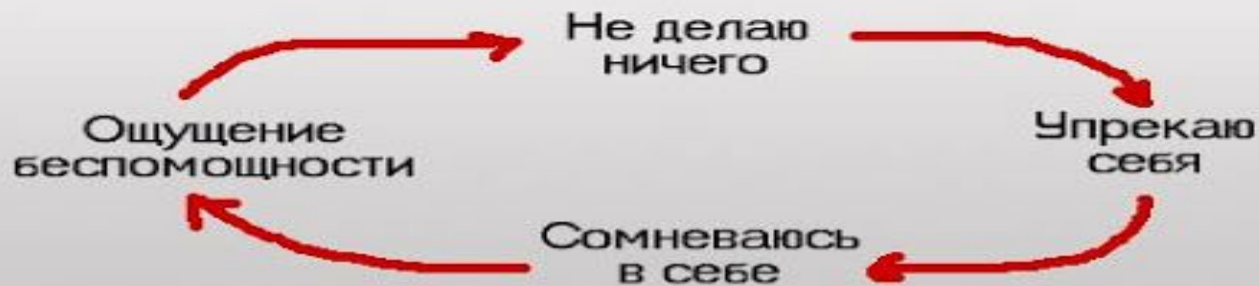 Не делаю
ничего
Упрекаю
себя
Сомневаюсь
в себе
Ощущение
беспомощности